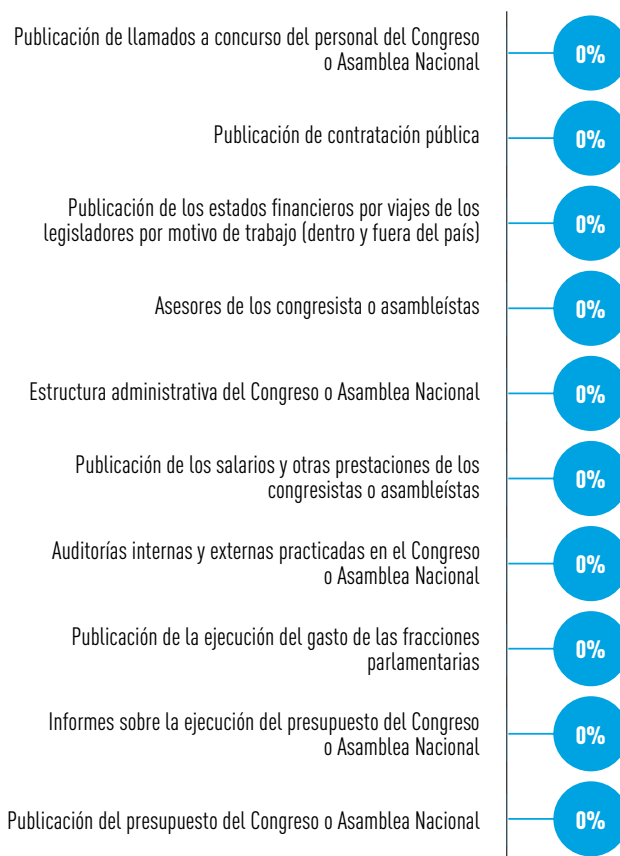 Publicación de llamados a concurso del personal del Congreso
o Asamblea Nacional
0%
Publicación de contratación pública
0%
Publicación de los estados financieros por viajes de los
legisladores por motivo de trabajo (dentro y fuera del país)
0%
Asesores de los congresista o asambleístas
0%
Estructura administrativa del Congreso o Asamblea Nacional
0%
Publicación de los salarios y otras prestaciones de los
congresistas o asambleístas
0%
Auditorías internas y externas practicadas en el Congreso
o Asamblea Nacional
0%
Publicación de la ejecución del gasto de las fracciones
parlamentarias
0%
Informes sobre la ejecución del presupuesto del Congreso
o Asamblea Nacional
0%
Publicación del presupuesto del Congreso o Asamblea Nacional
0%